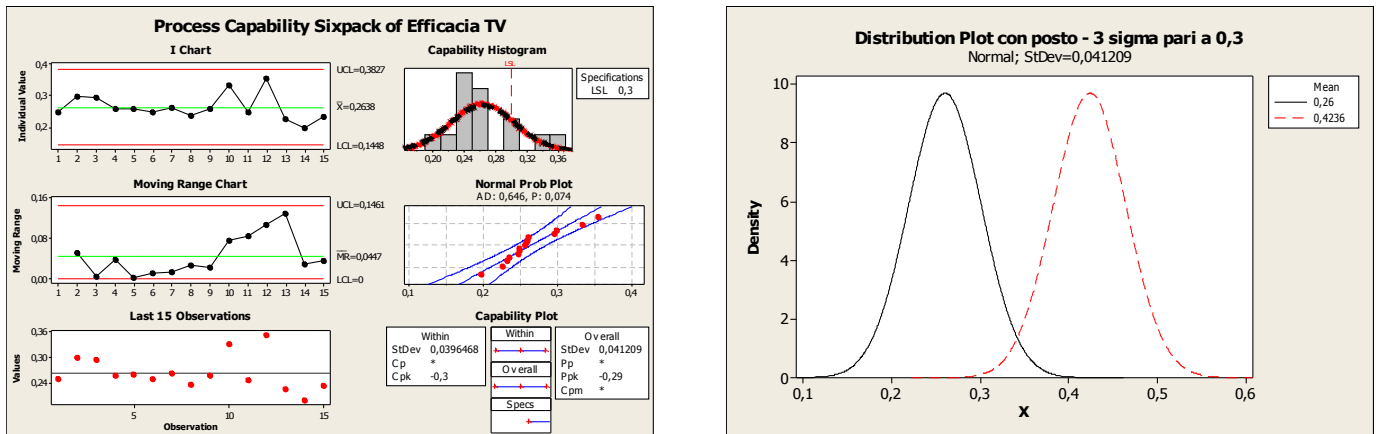 Process Capability Sixpack of Efficacia TV
I Chart
Individual Value
0,4
0,3
0,2
UCL=0,3827
X=0,2638
LCL=0,1448
1 2 3 4 5 6 7 8 9 10 11 12 13 14 15
Capability Histogram
LSL
Specifications
LSL 0,3
0,20 0,24 0,28 0,32 0,36
Moving Range Chart
Moving Range
0,16
0,08
0,00
UCL=0,1461
MR=0,0447
LCL=0
1 2 3 4 5 6 7 8 9 10 11 12 13 14 15
Normal Prob Plot
AD: 0,646, P: 0,074
0,1 0,2 0,3 0,4
Last 15 Observations
Values
0,36
0,30
0,24
5 10 15
Observation
Capability Plot
Within
StDev 0,0396468
Cp *
Cpk -0,3
Within
Overall
Specs
Overall
StDev 0,041209
Pp *
Ppk -0,29
Cpm *
Distribution Plot con posto - 3 sigma pari a 0,3
Normal; StDev=0,041209
Density
10
8
6
4
2
0
0,1 0,2 0,3 0,4 0,5 0,6
X
Mean
0,26
0,4236